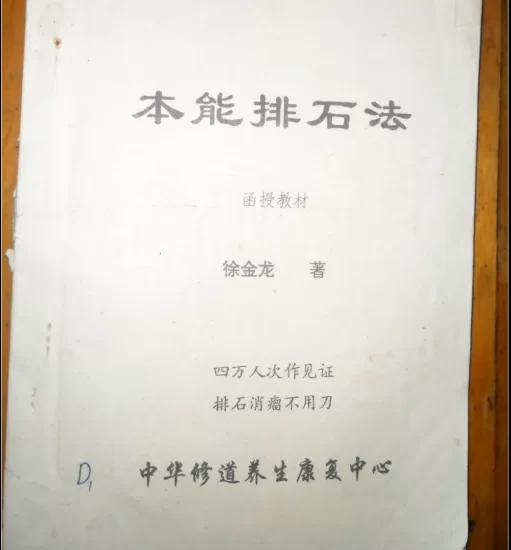 本能排石法
函授教材
徐金龙 著
四万人次作见证
排石消瘤不用刀
D1
中华修道养生康复中心